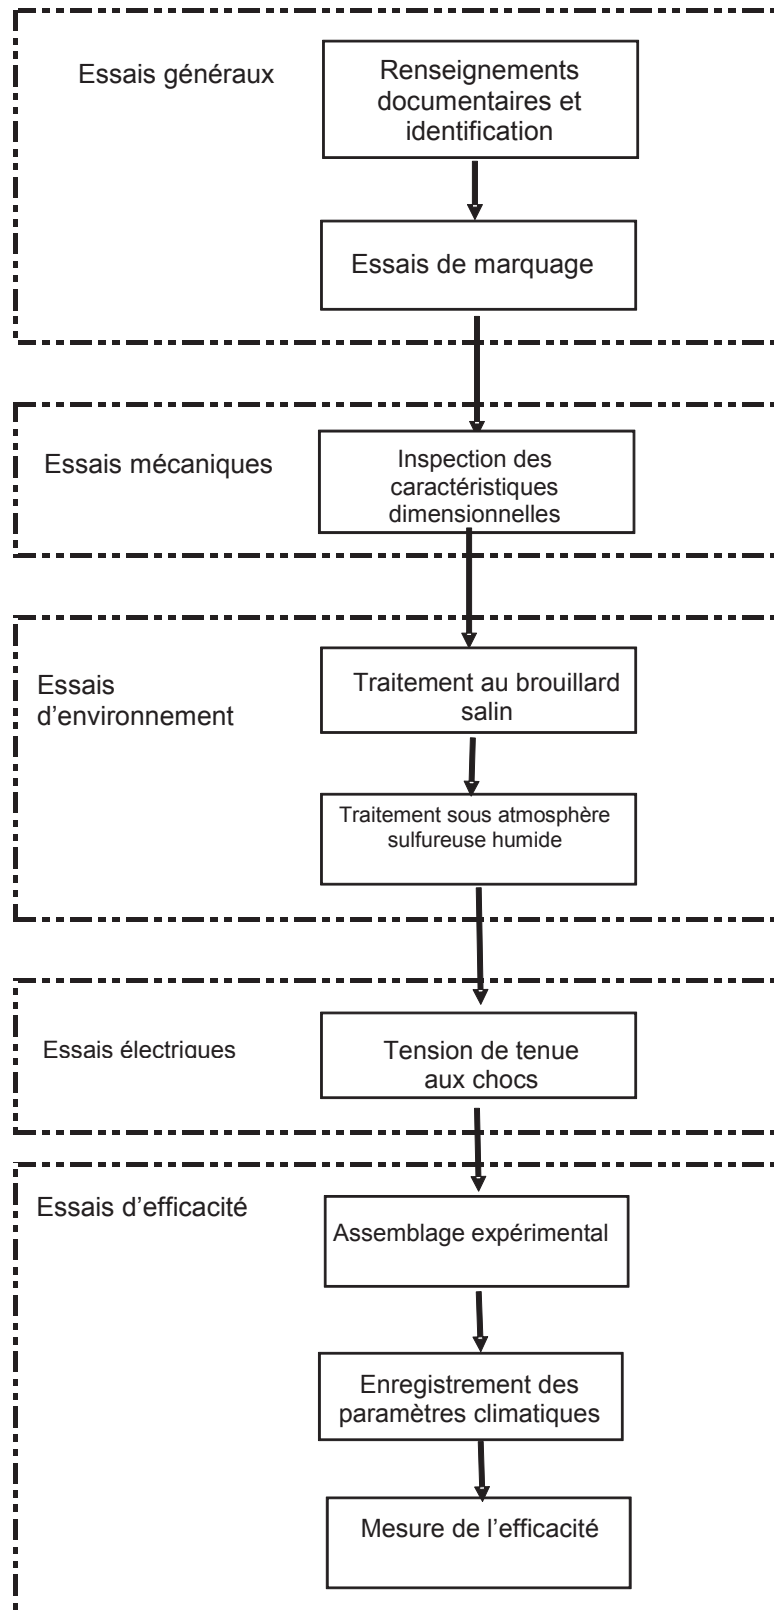 Essais généraux
Renseignements
documentaires et
identification
Essais de marquage
Essais mécaniques
Inspection des
caractéristiques
dimensionnelles
Essais
d’environnement
Traitement au brouillard
salin
Traitement sous atmosphère
sulfureuse humide
Essais électriques
Tension de tenue
aux chocs
Essais d’efficacité
Assemblage expérimental
Enregistrement des
paramètres climatiques
Mesure de l’efficacité